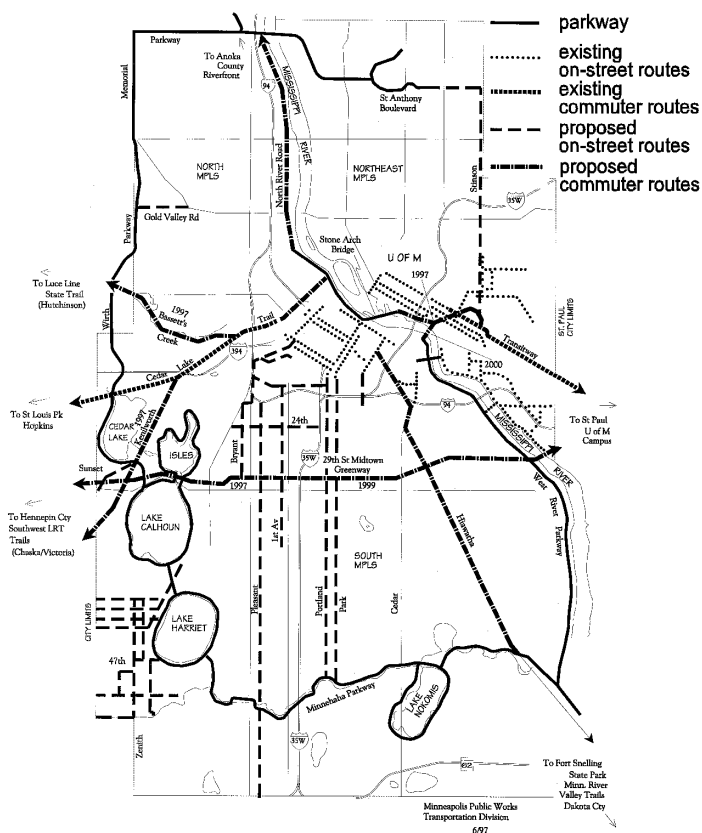 parkway
existing
on-street routes
existing
commuter routes
proposed
on-street routes
proposed
commuter routes
Parkway
To Anoka
County
Riverfront
94
MISSISSIPPI
RIVER
St Anthony
Boulevard
Memorial
NORTH
MPLS
North River Road
NORTHEAST
MPLS
Stinson
35W
Gold Valley Rd
Parkway
Stone Arch
Bridge
U OF M
1997
To Luce Line
State Trail
(Hutchinson)
1997
Bassett's
Creek
Trail
Wirth
394
Transitway
ST. PAUL
CITY LIMITS
Cedar
Lake
2000
To St Louis Pk
Hopkins
CEDAR
LAKE
1997
Kenilworth
ISLES
Bryant
24th
94
MISSISSIPPI
RIVER
To St Paul
U of M
Campus
35W
29th St Midtown
Greenway
Sunset
1997
1999
West
River
Parkway
To Hennepin Cty
Southwest LRT
Trails
(Chaska/Victoria)
LAKE
CALHOUN
1st Av
Hiawatha
SOUTH
MPLS
Pleasant
Portland
Park
Cedar
CITY LIMITS
LAKE
HARRIET
47th
Minnehaha Parkway
LAKE
NOKOMIS
Zenith
35W
62
To Fort Snelling
State Park
Minn. River
Valley Trails
Dakota Cty
Minneapolis Public Works
Transportation Division
6/97